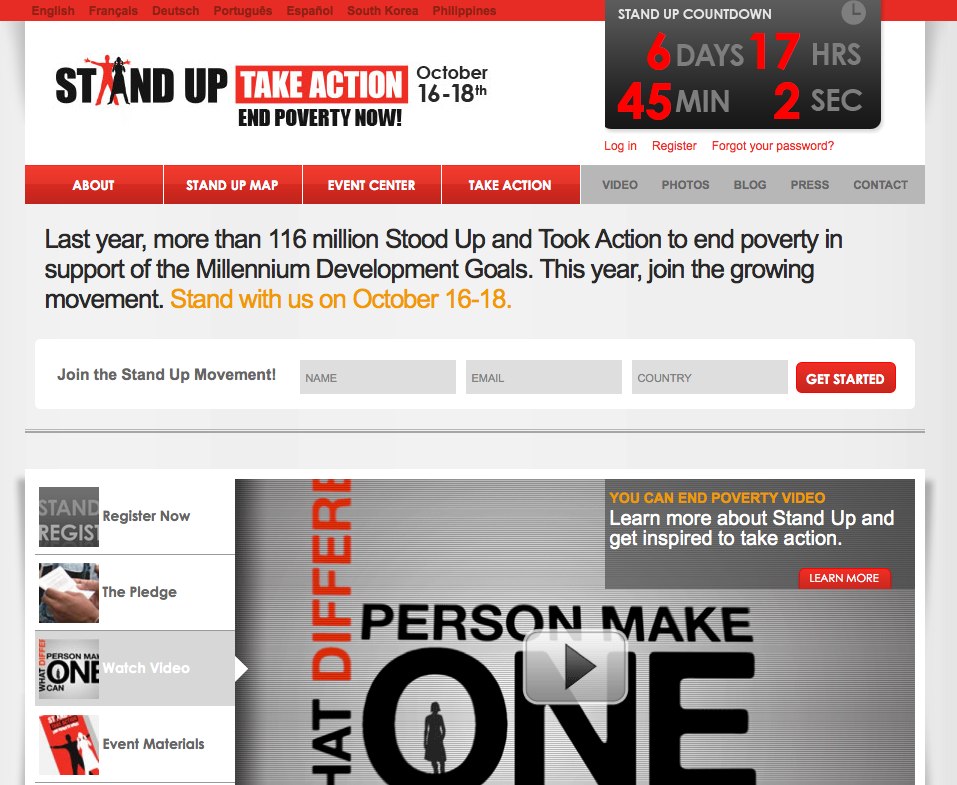 English Français Deutsch Português Español South Korea Philippines
STAND UP COUNTDOWN
6 DAYS 17 HRS
45 MIN 2 SEC
STAND UP TAKE ACTION
END POVERTY NOW!
October
16-18th
Log in Register Forgot your password?
ABOUT STAND UP MAP EVENT CENTER TAKE ACTION VIDEO PHOTOS BLOG PRESS CONTACT
Last year, more than 116 million Stood Up and Took Action to end poverty in
support of the Millennium Development Goals. This year, join the growing
movement. Stand with us on October 16-18.
Join the Stand Up Movement! NAME EMAIL COUNTRY GET STARTED
STAND
REGIST
Register Now
The Pledge
WHAT DIFFER
PERSON MAK
ONE
CAN
Watch Video
Event Materials
YOU CAN END POVERTY VIDEO
Learn more about Stand Up and
get inspired to take action.
LEARN MORE
HAT DIFFERE
PERSON MAKE
ONE